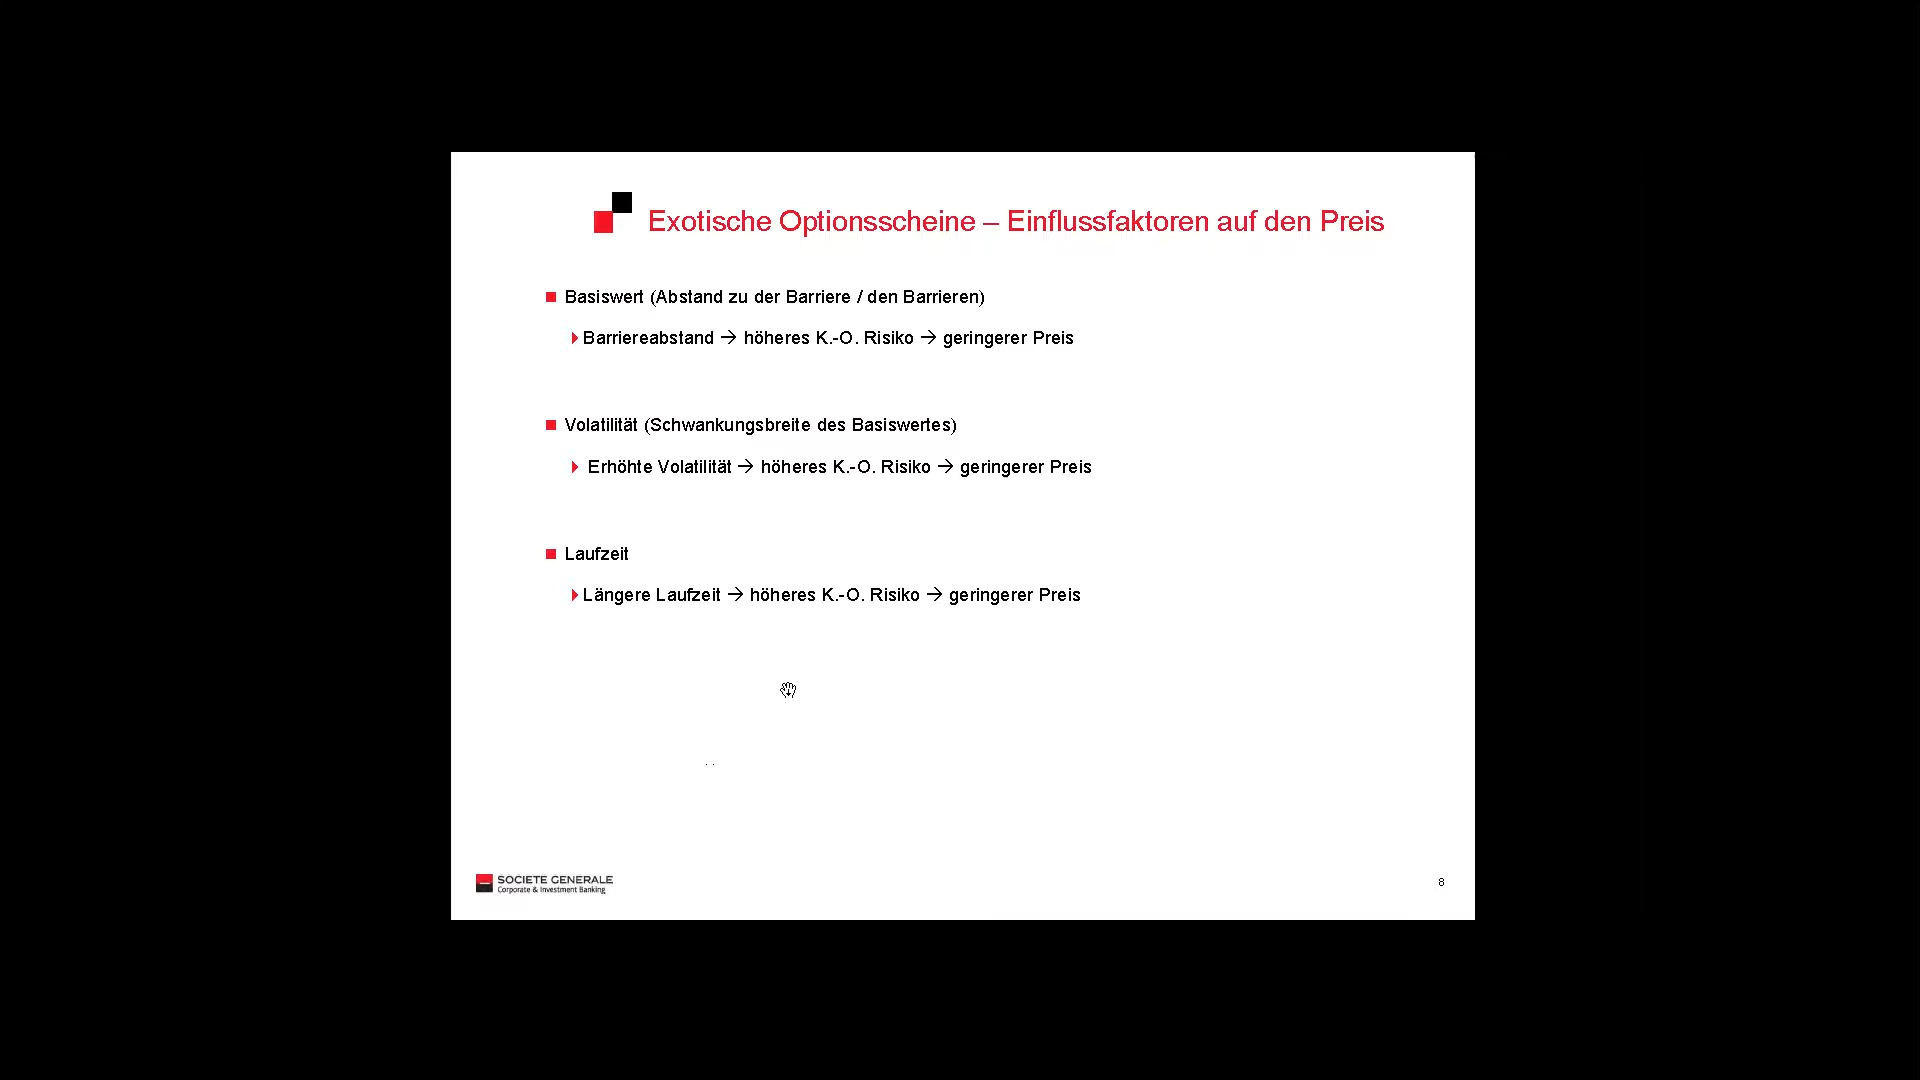 Exotische Optionsscheine – Einflussfaktoren auf den Preis
Basiswert (Abstand zu der Barriere / den Barrieren)
Barriereabstand → höheres K.-O. Risiko → geringerer Preis
Volatilität (Schwankungsbreite des Basiswertes)
Erhöhte Volatilität → höheres K.-O. Risiko → geringerer Preis
Laufzeit
Längere Laufzeit → höheres K.-O. Risiko → geringerer Preis
SOCIETE GENERALE
Corporate & Investment Banking
8